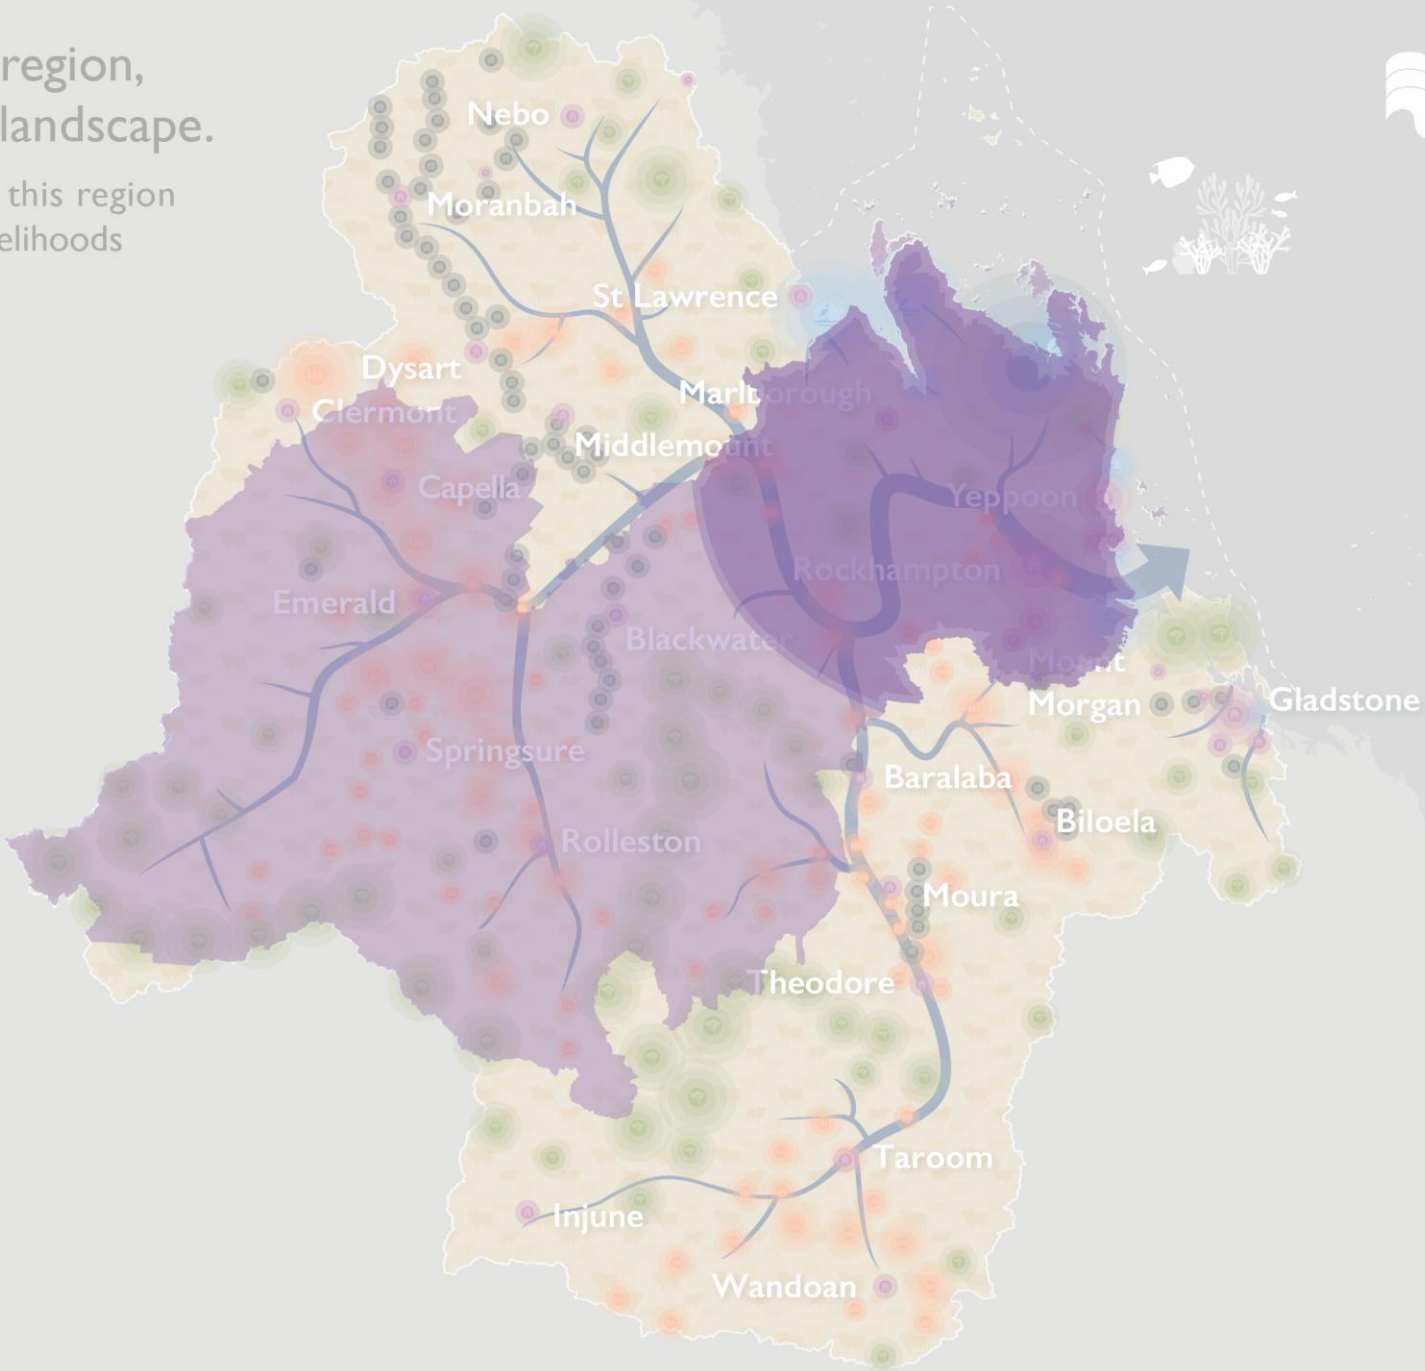 region,
landscape.
this region
elihoods
Nebo
Moranbah
St Lawrence
Dysart
Marlborough
Clermont
Middlemount
Capella
Yeppoon
Rockhampton
Emerald
Blackwater
Mount
Morgan
Gladstone
Springsure
Baralaba
Biloela
Rolleston
Moura
Theodore
Taroom
Injune
Wandoan